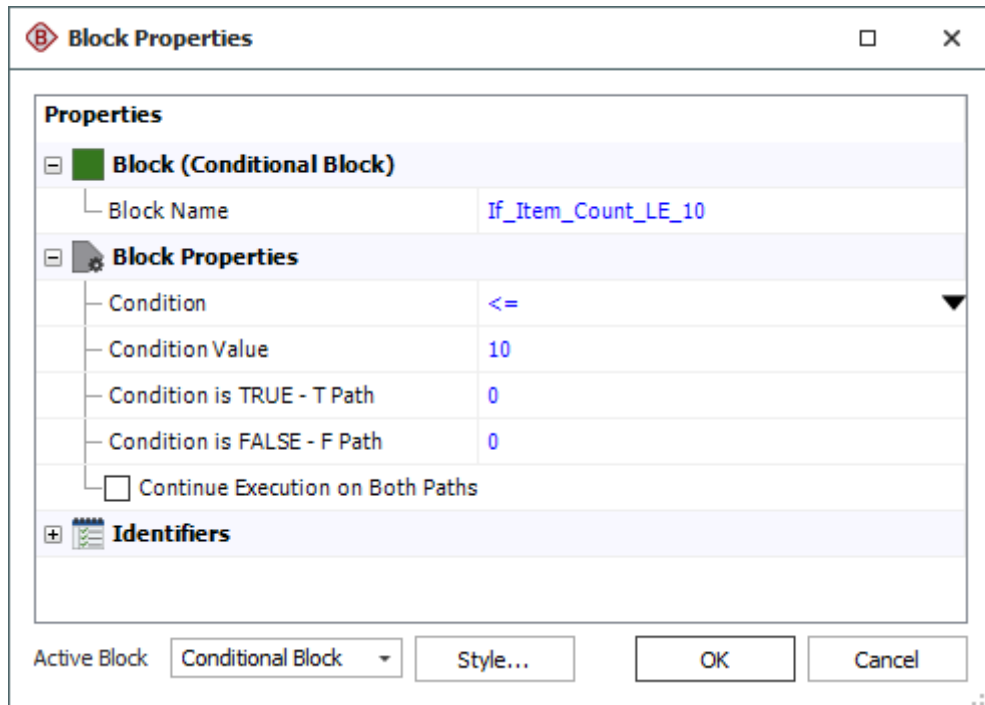 B Block Properties
Properties
Block (Conditional Block)
Block Name If_Item_Count_LE_10
Block Properties
Condition <=
Condition Value 10
Condition is TRUE - T Path 0
Condition is FALSE - F Path 0
Continue Execution on Both Paths
Identifiers
Active Block Conditional Block Style... OK Cancel